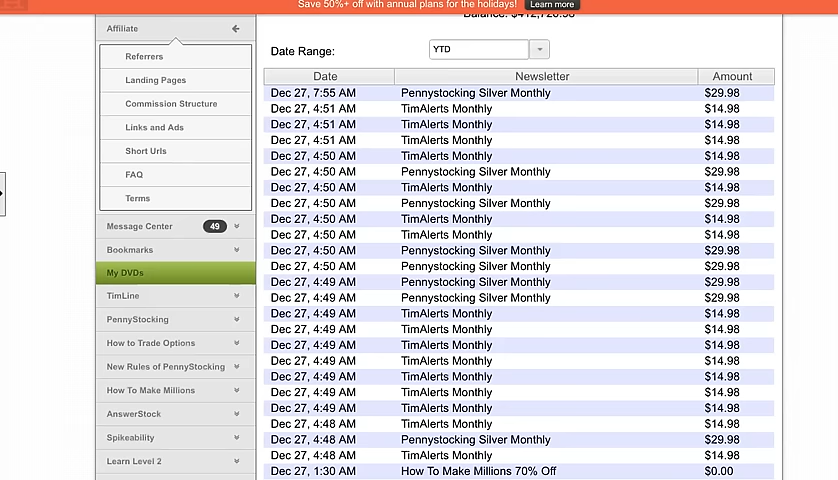 Save 50%+ off with annual plans for the holidays! Learn more
Affiliate
Referrers
Landing Pages
Commission Structure
Links and Ads
Short Urls
FAQ
Terms
Message Center 49
Bookmarks
My DVDs
TimLine
PennyStocking
How to Trade Options
New Rules of PennyStocking
How To Make Millions
AnswerStock
Spikeability
Learn Level 2
Date Range: YTD
Date Newsletter Amount
Dec 27, 7:55 AM Pennystocking Silver Monthly $29.98
Dec 27, 4:51 AM TimAlerts Monthly $14.98
Dec 27, 4:51 AM TimAlerts Monthly $14.98
Dec 27, 4:51 AM TimAlerts Monthly $14.98
Dec 27, 4:50 AM TimAlerts Monthly $14.98
Dec 27, 4:50 AM Pennystocking Silver Monthly $29.98
Dec 27, 4:50 AM TimAlerts Monthly $14.98
Dec 27, 4:50 AM Pennystocking Silver Monthly $29.98
Dec 27, 4:50 AM TimAlerts Monthly $14.98
Dec 27, 4:50 AM TimAlerts Monthly $14.98
Dec 27, 4:50 AM Pennystocking Silver Monthly $29.98
Dec 27, 4:50 AM Pennystocking Silver Monthly $29.98
Dec 27, 4:49 AM Pennystocking Silver Monthly $29.98
Dec 27, 4:49 AM Pennystocking Silver Monthly $29.98
Dec 27, 4:49 AM TimAlerts Monthly $14.98
Dec 27, 4:49 AM TimAlerts Monthly $14.98
Dec 27, 4:49 AM TimAlerts Monthly $14.98
Dec 27, 4:49 AM TimAlerts Monthly $14.98
Dec 27, 4:49 AM TimAlerts Monthly $14.98
Dec 27, 4:49 AM TimAlerts Monthly $14.98
Dec 27, 4:49 AM TimAlerts Monthly $14.98
Dec 27, 4:48 AM TimAlerts Monthly $14.98
Dec 27, 4:48 AM Pennystocking Silver Monthly $29.98
Dec 27, 4:48 AM TimAlerts Monthly $14.98
Dec 27, 1:30 AM How To Make Millions 70% Off $0.00